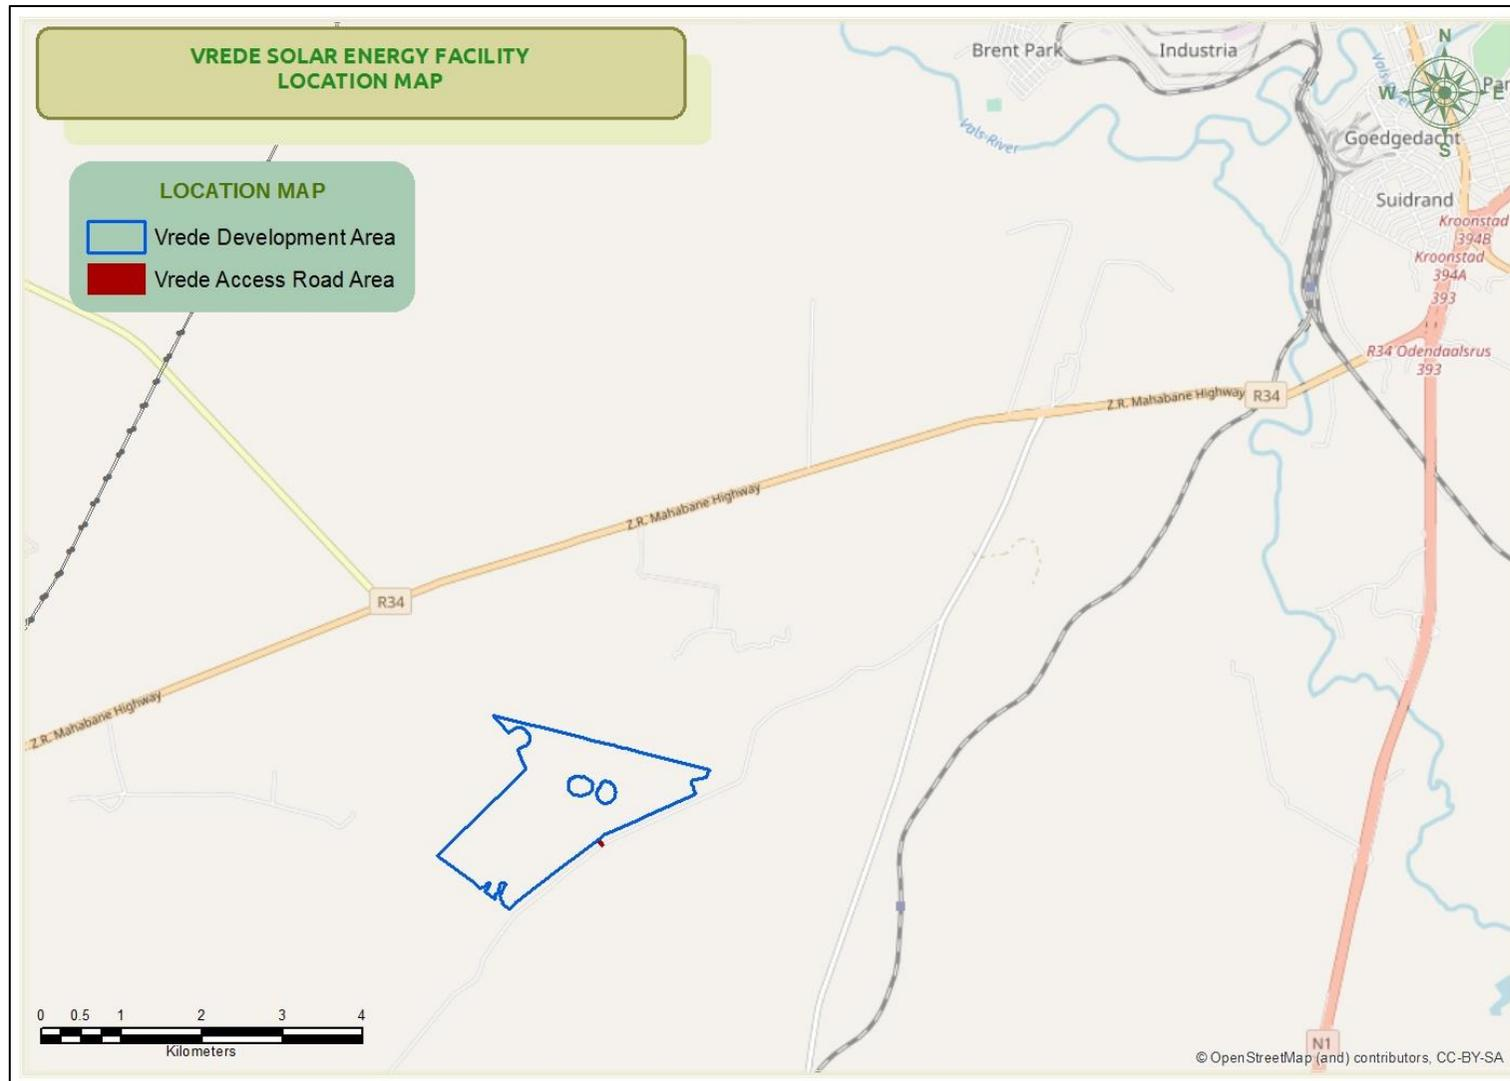 VREDE SOLAR ENERGY FACILITY
LOCATION MAP
LOCATION MAP
Vrede Development Area
Vrede Access Road Area
Brent Park
Industria
Vals River
N
W
E
S
Goedgedacht
Suidrand
Kroonstad
394B
Kroonstad
394A
393
R34 Odendaalsrus
393
Z.R. Mahabane Highway
R34
Z.R. Mahabane Highway
R34
Z.R. Mahabane Highway
0 0.5 1 2 3 4
Kilometers
N1
© OpenStreetMap (and) contributors, CC-BY-SA